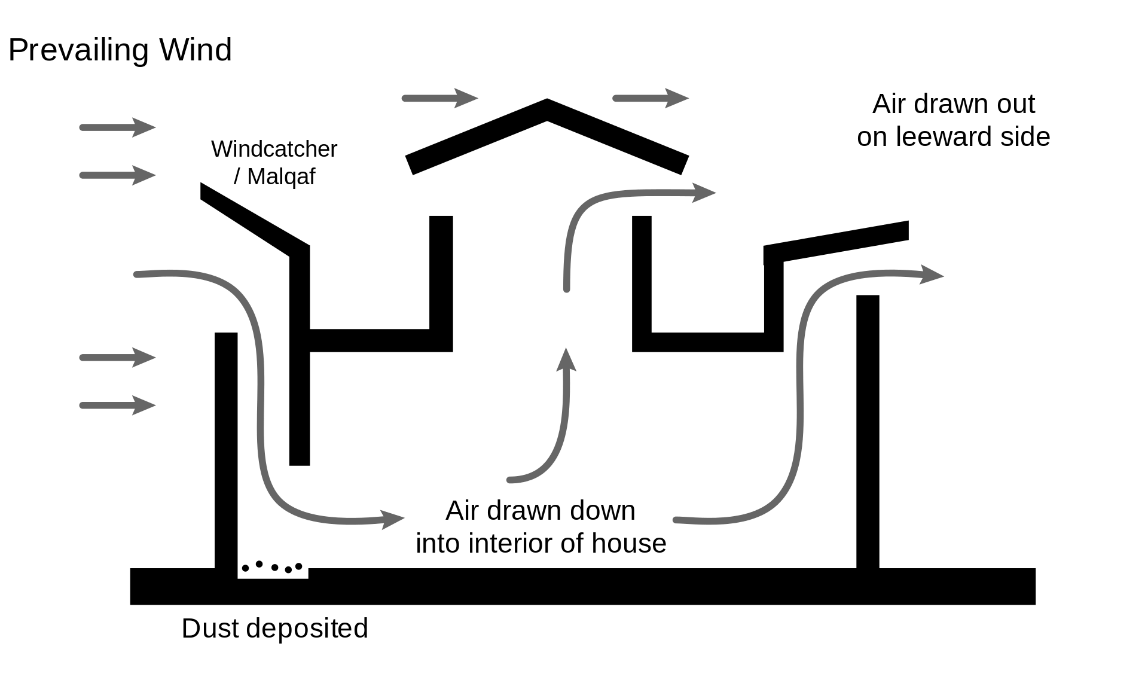 Prevailing Wind
Windcatcher
/ Malqaf
Air drawn out
on leeward side
Air drawn down
into interior of house
Dust deposited